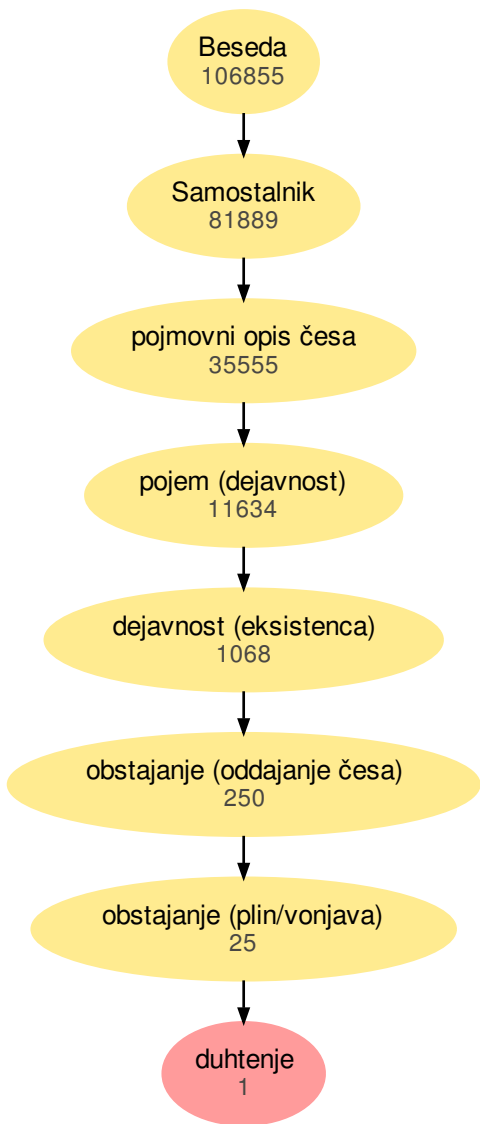 Beseda
106855
Samostalnik
81889
pojmovni opis česa
35555
pojem (dejavnost)
11634
dejavnost (eksistenca)
1068
obstajanje (oddajanje česa)
250
obstajanje (plin/vonjava)
25
duhtenje
1